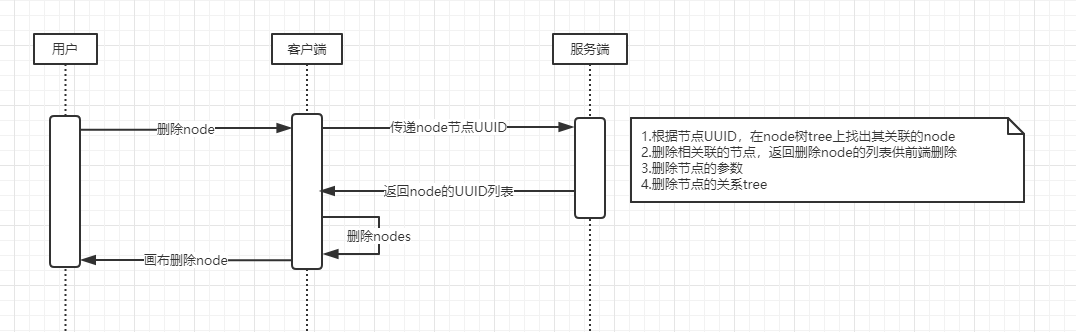 用户
客户端
服务端
删除node
传递node节点UUID
1.根据节点UUID，在node树tree上找出其关联的node
2.删除相关联的节点，返回删除node的列表供前端删除
3.删除节点的参数
4.删除节点的关系tree
返回node的UUID列表
删除nodes
画布删除node